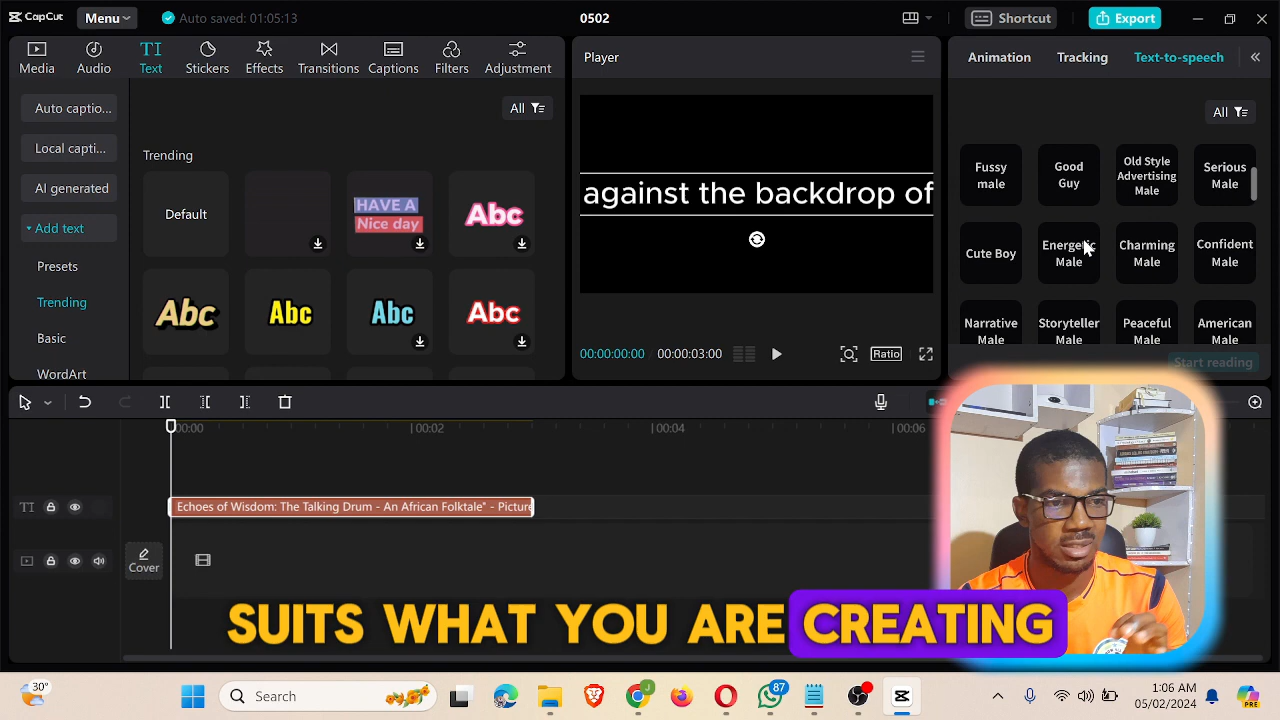 CapCut Menu Auto saved: 01:05:13 0502 Shortcut Export
Media Audio TI Text Stickers Effects Transitions Captions Filters Adjustment
Player
Animation Tracking Text-to-speech
Auto captio...
Local capti...
AI generated
Add text
Presets
Trending
Basic
WordArt
All
Trending
Default
HAVE A
Nice day
Abc
Abc
Abc
Abc
Abc
against the backdrop of
00:00:00:00 00:00:03:00 Ratio
All
Fussy male
Good Guy
Old Style Advertising Male
Serious Male
Cute Boy
Energetic Male
Charming Male
Confident Male
Narrative Male
Storyteller Male
Peaceful Male
American Male
Start reading
00:00 00:02 00:04 00:06
TI
Echoes of Wisdom: The Talking Drum - An African Folktale" - Picture
Cover
SUITS WHAT YOU ARE CREATING
30°
Search
87
1:06 AM
05/02/2024
PRE